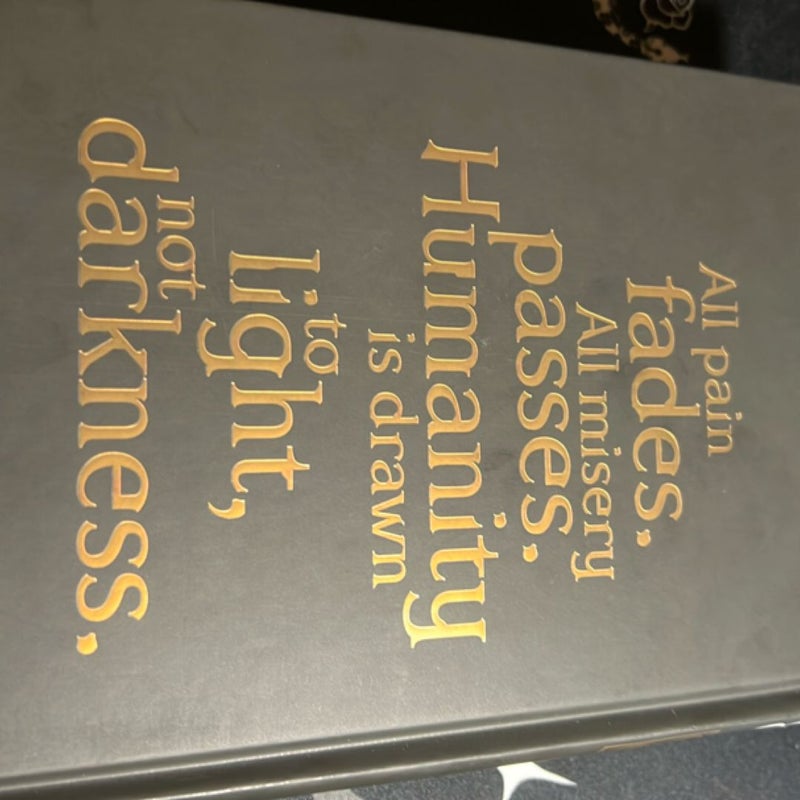 All pain
fades.
All misery
passes.
Humanity
is drawn
to
light,
not
darkness.